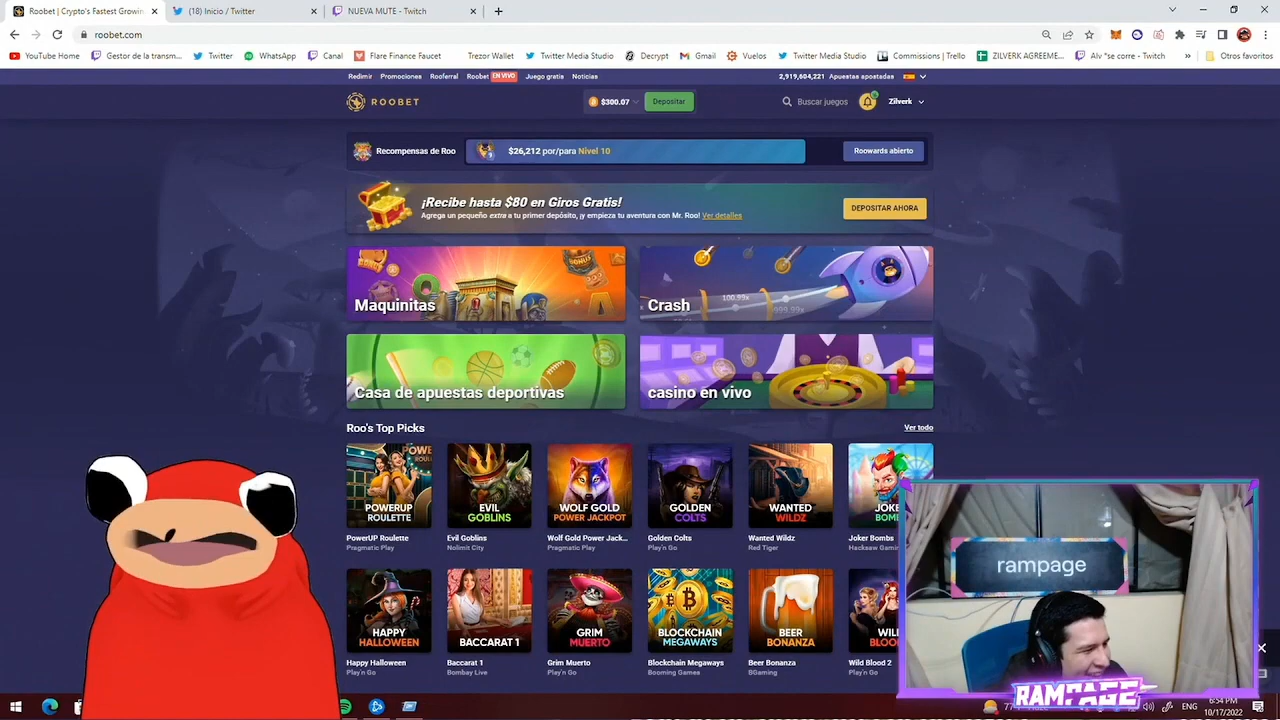 Roobet | Crypto's Fastest Growin
(18) Inicio / Twitter
NUEVA MUTE - Twitch
roobet.com
YouTube Home
Gestor de la transm...
Twitter
WhatsApp
Canal
Flare Finance Faucet
Trezor Wallet
Twitter Media Studio
Decrypt
Gmail
Vuelos
Twitter Media Studio
Commissions | Trello
ZILVERK AGREEME...
Alv *se corre - Twitch
»
Otros favoritos
Redimir
Promociones
Rooferral
Roobet EN VIVO
Juego gratis
Noticias
2,919,604,221 Apuestas apostadas
ROOBET
$300.07
Depositar
Buscar juegos
Zilverk
Recompensas de Roo
$26,212 por/para Nivel 10
Roowards abierto
¡Recibe hasta $80 en Giros Gratis!
Agrega un pequeño extra a tu primer depósito, ¡y empieza tu aventura con Mr. Roo! Ver detalles
DEPOSITAR AHORA
Maquinitas
Crash
100.99x
999.99x
Casa de apuestas deportivas
casino en vivo
Roo's Top Picks
Ver todo
POWERUP
ROULETTE
EVIL
GOBLINS
WOLF GOLD
POWER JACKPOT
GOLDEN
COLTS
WANTED
WILDZ
PowerUP Roulette
Pragmatic Play
Evil Goblins
Nolimit City
Wolf Gold Power Jack...
Pragmatic Play
Golden Colts
Play'n Go
Wanted Wildz
Red Tiger
Joker Bombs
Hacksaw Gamin
rampage
HAPPY
HALLOWEEN
BACCARAT 1
GRIM
MUERTO
BLOCKCHAIN
MEGAWAYS
BEER
BONANZA
Happy Halloween
Play'n Go
Baccarat 1
Bombay Live
Grim Muerto
Play'n Go
Blockchain Megaways
Booming Games
Beer Bonanza
BGaming
Wild Blood 2
Play'n Go
RAMPAGE
ENG
6:54 PM
10/17/2022